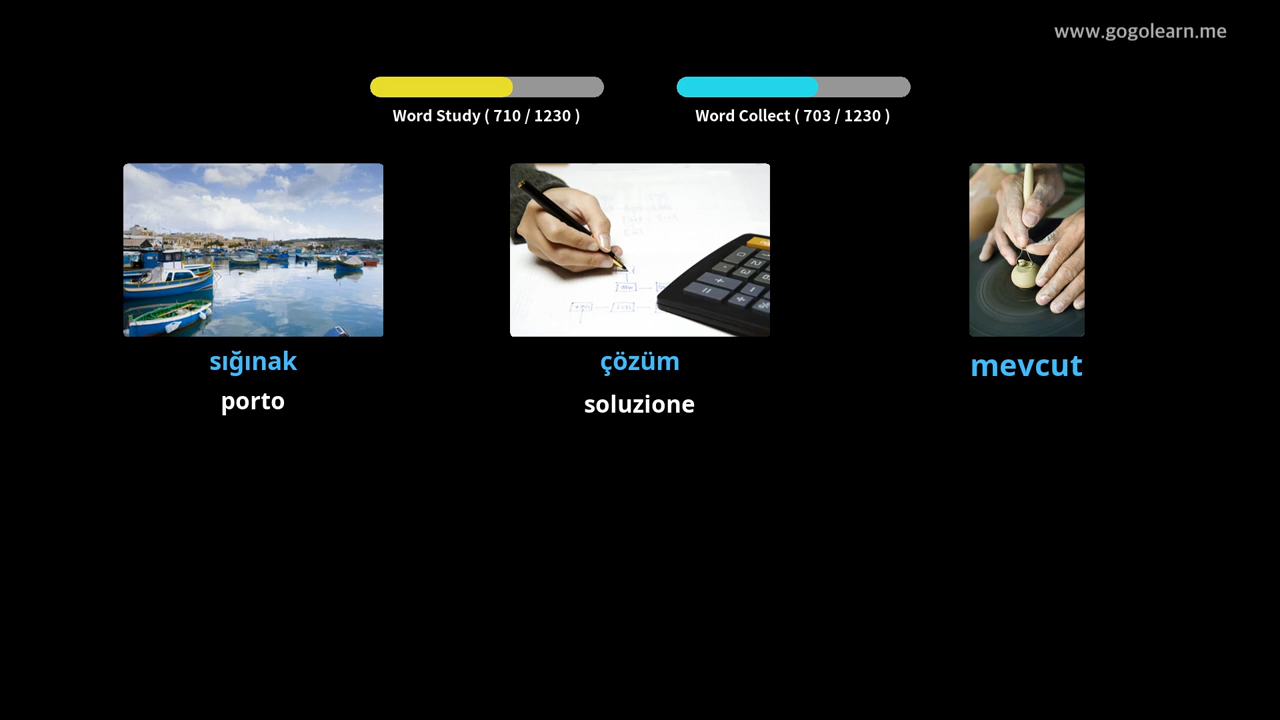 www.gogolearn.me
Word Study ( 710 / 1230 )
Word Collect ( 703 / 1230 )
sığınak
porto
çözüm
soluzione
mevcut